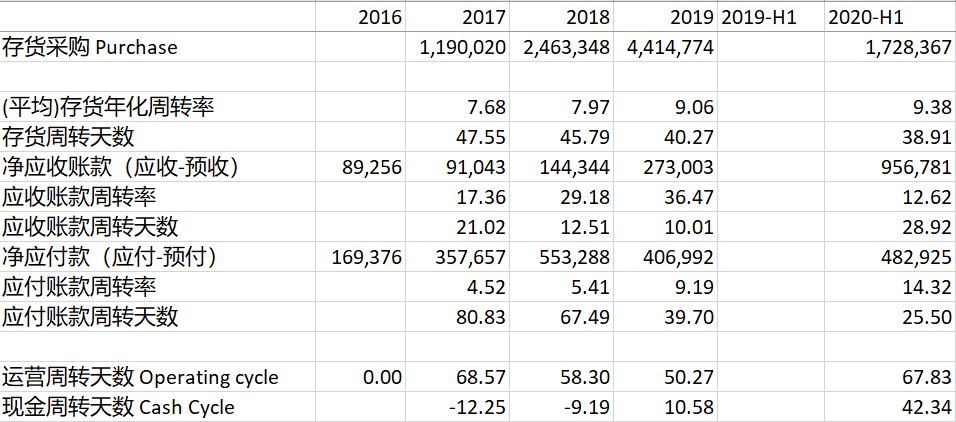 2016 2017 2018 2019 2019-H1 2020-H1
存货采购 Purchase 1,190,020 2,463,348 4,414,774 1,728,367
(平均)存货年化周转率 7.68 7.97 9.06 9.38
存货周转天数 47.55 45.79 40.27 38.91
净应收账款（应收-预收） 89,256 91,043 144,344 273,003 956,781
应收账款周转率 17.36 29.18 36.47 12.62
应收账款周转天数 21.02 12.51 10.01 28.92
净应付款（应付-预付） 169,376 357,657 553,288 406,992 482,925
应付账款周转率 4.52 5.41 9.19 14.32
应付账款周转天数 80.83 67.49 39.70 25.50
运营周转天数 Operating cycle 0.00 68.57 58.30 50.27 67.83
现金周转天数 Cash Cycle -12.25 -9.19 10.58 42.34